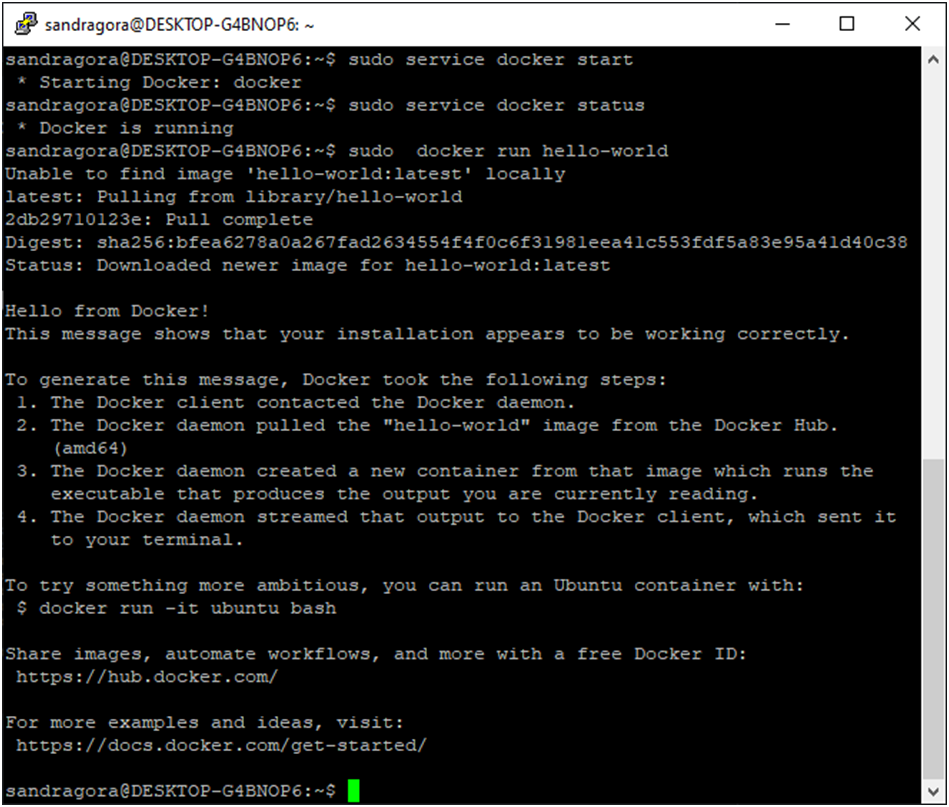 sandragora@DESKTOP-G4BNOP6: ~
sandragora@DESKTOP-G4BNOP6:~$ sudo service docker start
 * Starting Docker: docker
sandragora@DESKTOP-G4BNOP6:~$ sudo service docker status
 * Docker is running
sandragora@DESKTOP-G4BNOP6:~$ sudo  docker run hello-world
Unable to find image 'hello-world:latest' locally
latest: Pulling from library/hello-world
2db29710123e: Pull complete
Digest: sha256:bfea6278a0a267fad2634554f4f0c6f31981eea41c553fdf5a83e95a41d40c38
Status: Downloaded newer image for hello-world:latest

Hello from Docker!
This message shows that your installation appears to be working correctly.

To generate this message, Docker took the following steps:
 1. The Docker client contacted the Docker daemon.
 2. The Docker daemon pulled the "hello-world" image from the Docker Hub.
    (amd64)
 3. The Docker daemon created a new container from that image which runs the
    executable that produces the output you are currently reading.
 4. The Docker daemon streamed that output to the Docker client, which sent it
    to your terminal.

To try something more ambitious, you can run an Ubuntu container with:
 $ docker run -it ubuntu bash

Share images, automate workflows, and more with a free Docker ID:
 https://hub.docker.com/

For more examples and ideas, visit:
 https://docs.docker.com/get-started/

sandragora@DESKTOP-G4BNOP6:~$